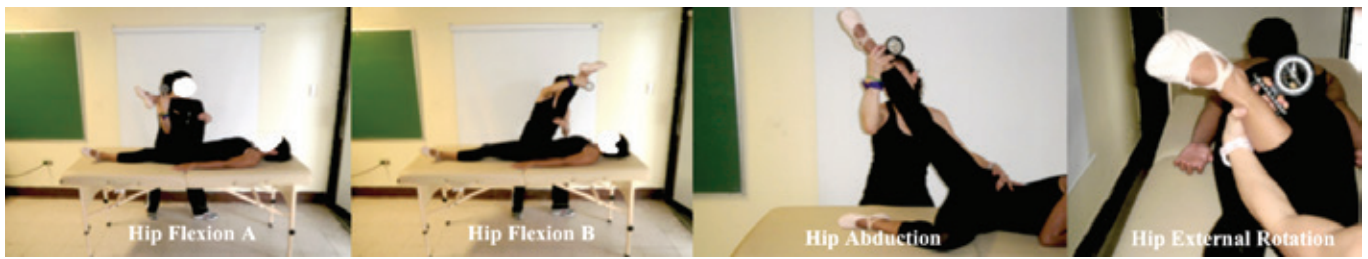 Hip Flexion A
Hip Flexion B
Hip Abduction
Hip External Rotation